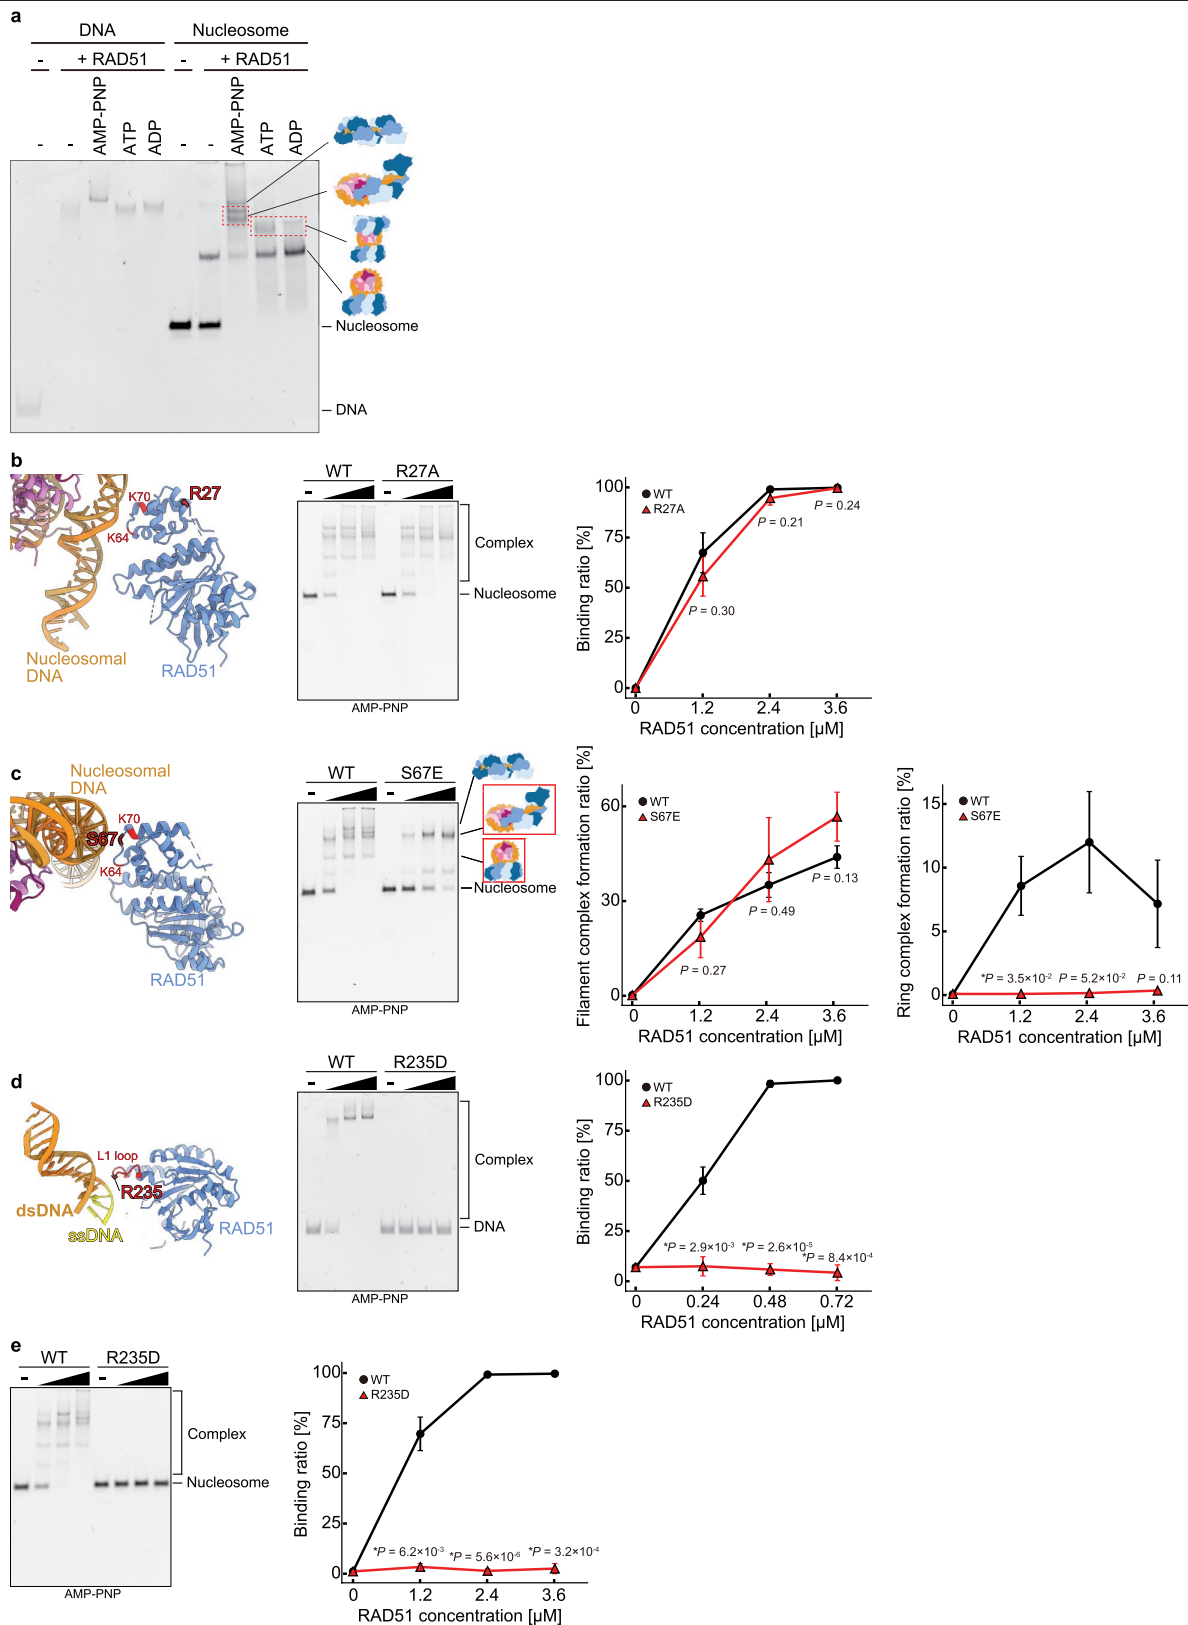 a
DNA Nucleosome
- + RAD51 - + RAD51
- - AMP-PNP ATP ADP - - AMP-PNP ATP ADP
Nucleosome
DNA
b
K70 R27
K64
Nucleosomal
DNA
RAD51
WT R27A
- -
Complex
Nucleosome
AMP-PNP
Binding ratio [%]
100
75
50
25
0
WT
R27A
P = 0.30
P = 0.21
P = 0.24
0 1.2 2.4 3.6
RAD51 concentration [µM]
c
Nucleosomal
DNA
K70
S67
K64
RAD51
WT S67E
- -
Nucleosome
AMP-PNP
Filament complex formation ratio [%]
60
30
0
WT
S67E
P = 0.27
P = 0.49
P = 0.13
0 1.2 2.4 3.6
RAD51 concentration [µM]
Ring complex formation ratio [%]
15
10
5
0
WT
S67E
*P = 3.5×10-2 P = 5.2×10-2 P = 0.11
0 1.2 2.4 3.6
RAD51 concentration [µM]
d
L1 loop
R235
dsDNA
ssDNA
RAD51
WT R235D
- -
Complex
DNA
AMP-PNP
Binding ratio [%]
100
75
50
25
0
WT
R235D
*P = 2.9×10-3 *P = 2.6×10-5
*P = 8.4×10-4
0 0.24 0.48 0.72
RAD51 concentration [µM]
e
WT R235D
- -
Complex
Nucleosome
AMP-PNP
Binding ratio [%]
100
75
50
25
0
WT
R235D
*P = 6.2×10-3 *P = 5.6×10-6 *P = 3.2×10-4
0 1.2 2.4 3.6
RAD51 concentration [µM]